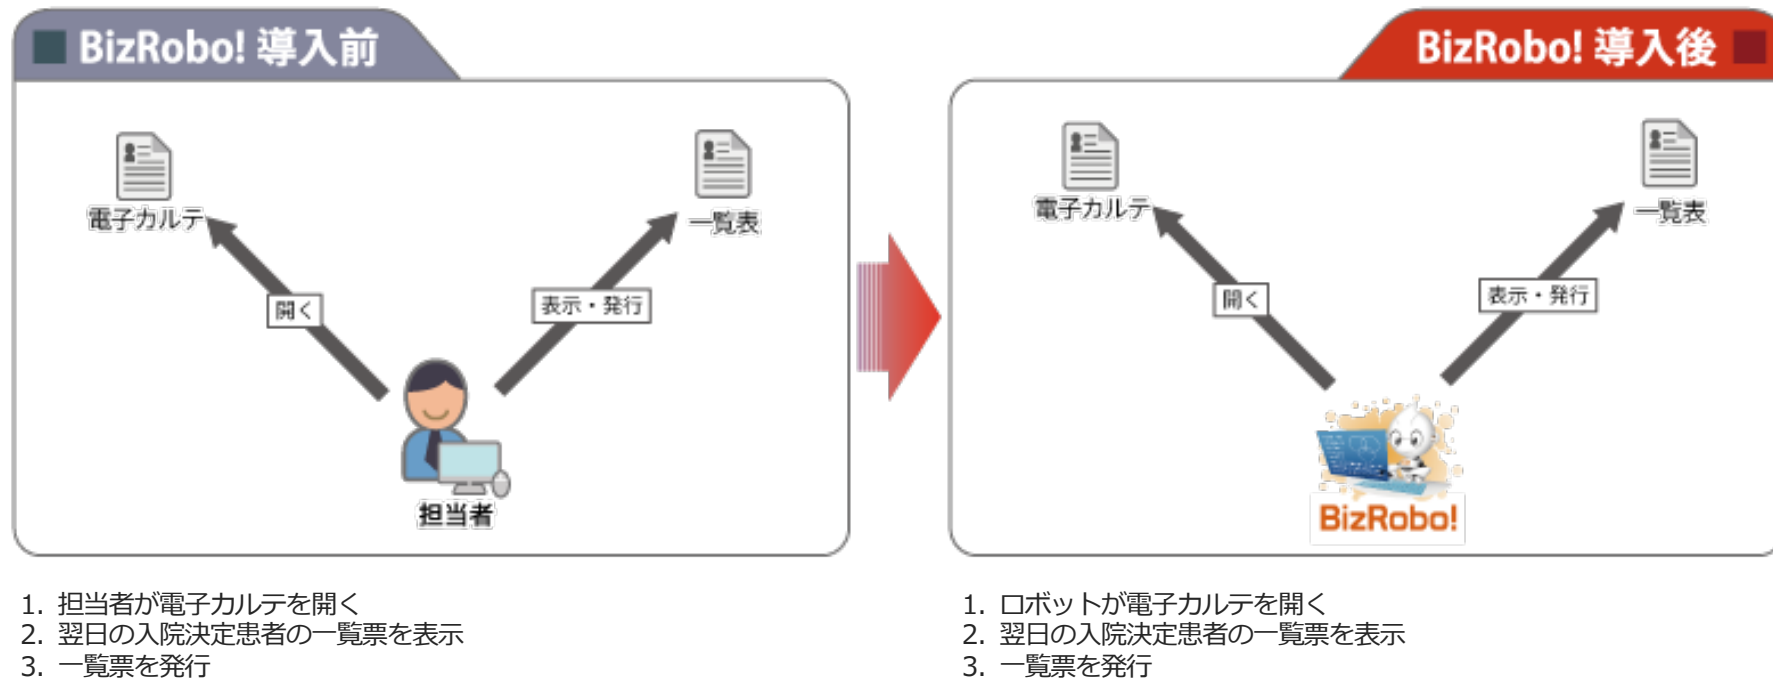 BizRobo! 導入前
電子カルテ
一覧表
開く
表示・発行
担当者
1. 担当者が電子カルテを開く
2. 翌日の入院決定患者の一覧票を表示
3. 一覧票を発行
BizRobo! 導入後
電子カルテ
一覧表
開く
表示・発行
BizRobo!
1. ロボットが電子カルテを開く
2. 翌日の入院決定患者の一覧票を表示
3. 一覧票を発行